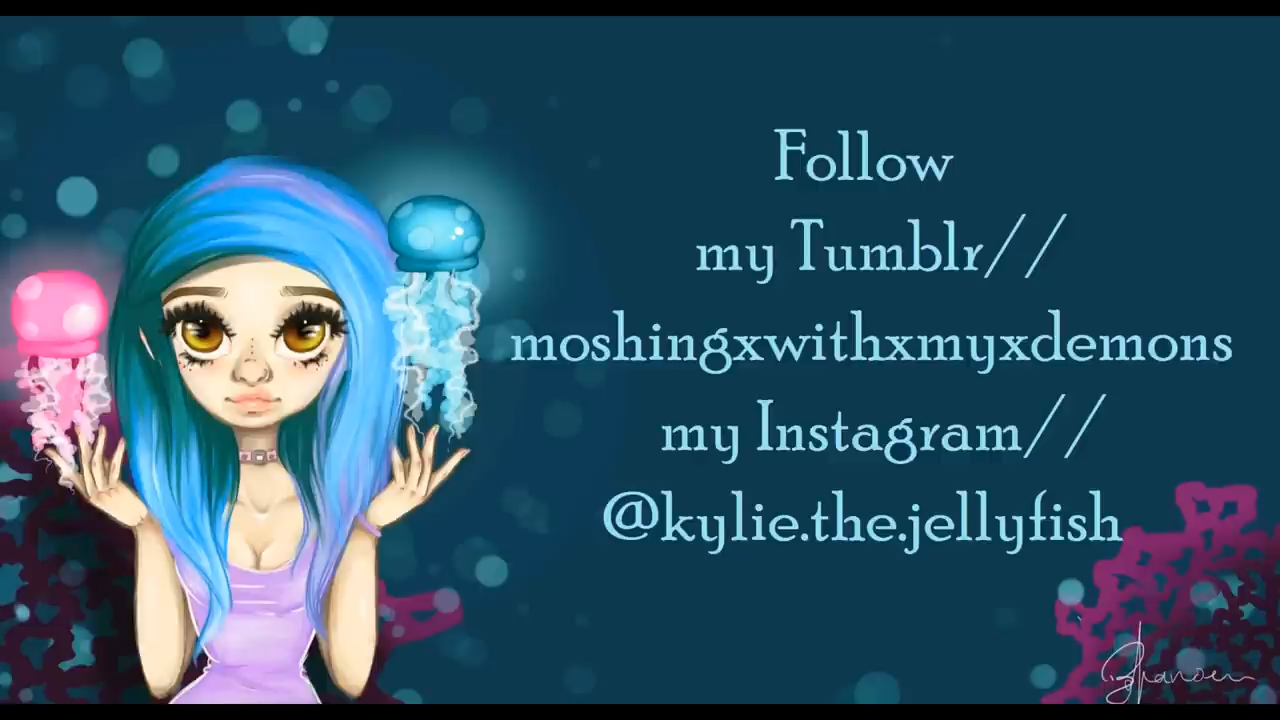 Follow
my Tumblr//
moshingxwithxmyxdemons
my Instagram//
@kylie.the.jellyfish